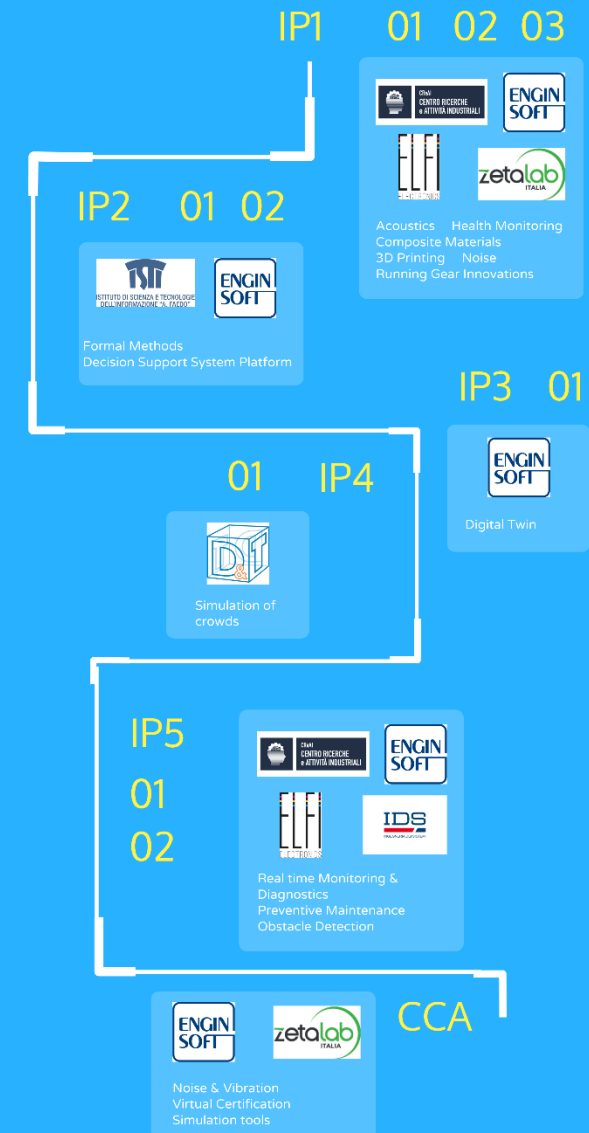 IP1 01 02 03
CReAI
CENTRO RICERCHE
e ATTIVITÀ INDUSTRIALI
ENGIN
SOFT
ELFI
ELECTRONICS
zetalab
ITALIA
Acoustics Health Monitoring
Composite Materials
3D Printing Noise
Running Gear Innovations
IP2 01 02
ISTI
ISTITUTO DI SCIENZA E TECNOLOGIE
DELL'INFORMAZIONE "A. FAEDO"
ENGIN
SOFT
Formal Methods
Decision Support System Platform
IP3 01
ENGIN
SOFT
Digital Twin
01 IP4
D&T
Simulation of
crowds
IP5
01
02
CReAI
CENTRO RICERCHE
e ATTIVITÀ INDUSTRIALI
ENGIN
SOFT
ELFI
ELECTRONICS
IDS
Real time Monitoring &
Diagnostics
Preventive Maintenance
Obstacle Detection
CCA
ENGIN
SOFT
zetalab
ITALIA
Noise & Vibration
Virtual Certification
Simulation tools